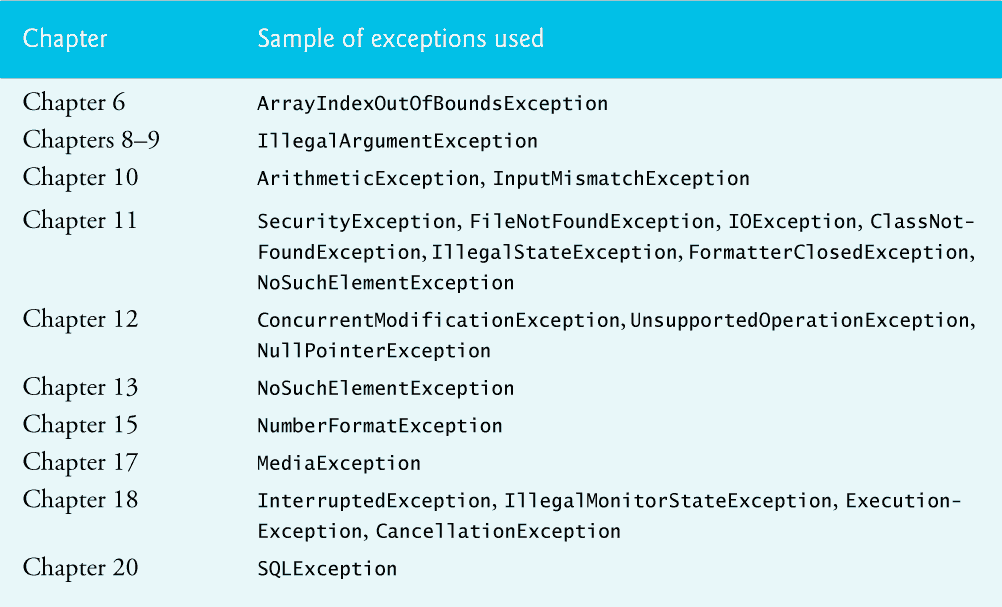 Chapter Sample of exceptions used
Chapter 6 ArrayIndexOutOfBoundsException
Chapters 8–9 IllegalArgumentException
Chapter 10 ArithmeticException, InputMismatchException
Chapter 11 SecurityException, FileNotFoundException, IOException, ClassNot-
FoundException, IllegalStateException, FormatterClosedException,
NoSuchElementException
Chapter 12 ConcurrentModificationException, UnsupportedOperationException,
NullPointerException
Chapter 13 NoSuchElementException
Chapter 15 NumberFormatException
Chapter 17 MediaException
Chapter 18 InterruptedException, IllegalMonitorStateException, Execution-
Exception, CancellationException
Chapter 20 SQLException